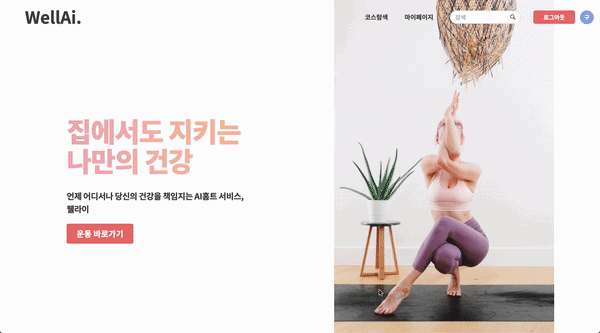 WellAi.
코스탐색
마이페이지
검색
로그아웃
구
집에서도 지키는
나만의 건강
언제 어디서나 당신의 건강을 책임지는 AI홈트 서비스,
웰라이
운동 바로가기